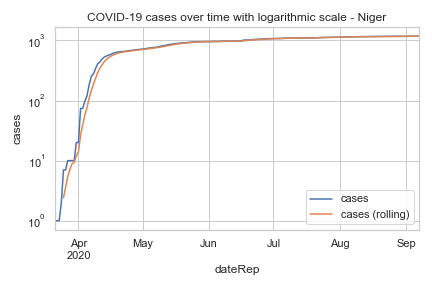 COVID-19 cases over time with logarithmic scale - Niger
10³
10²
10¹
10⁰
cases
cases
cases (rolling)
Apr May Jun Jul Aug Sep
2020
dateRep